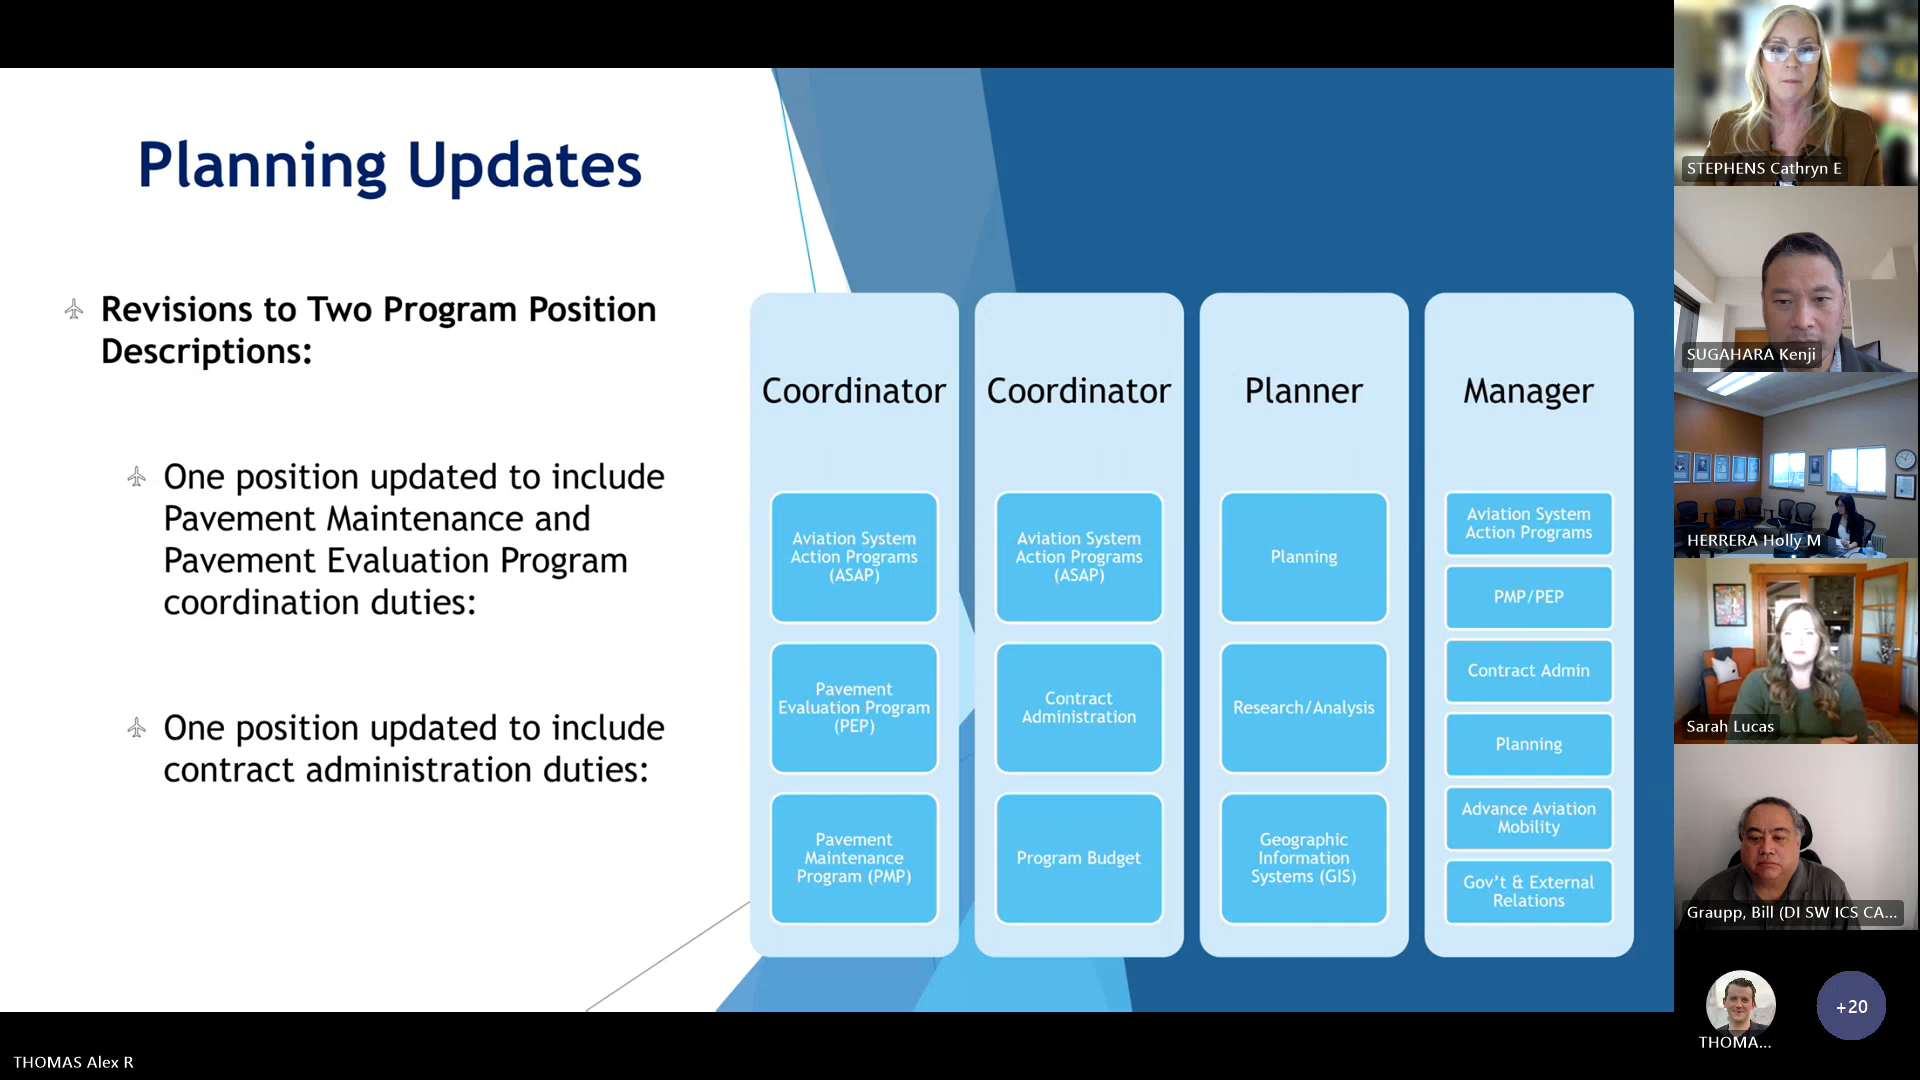 Planning Updates
Revisions to Two Program Position
Descriptions:
One position updated to include
Pavement Maintenance and
Pavement Evaluation Program
coordination duties:
One position updated to include
contract administration duties:
Coordinator
Aviation System
Action Programs
(ASAP)
Pavement
Evaluation Program
(PEP)
Pavement
Maintenance
Program (PMP)
Coordinator
Aviation System
Action Programs
(ASAP)
Contract
Administration
Program Budget
Planner
Planning
Research/Analysis
Geographic
Information
Systems (GIS)
Manager
Aviation System
Action Programs
PMP/PEP
Contract Admin
Planning
Advance Aviation
Mobility
Gov't & External
Relations
STEPHENS Cathryn E
SUGAHARA Kenji
HERRERA Holly M
Sarah Lucas
Graupp, Bill (DI SW ICS CA...
THOMA...
+20
THOMAS Alex R